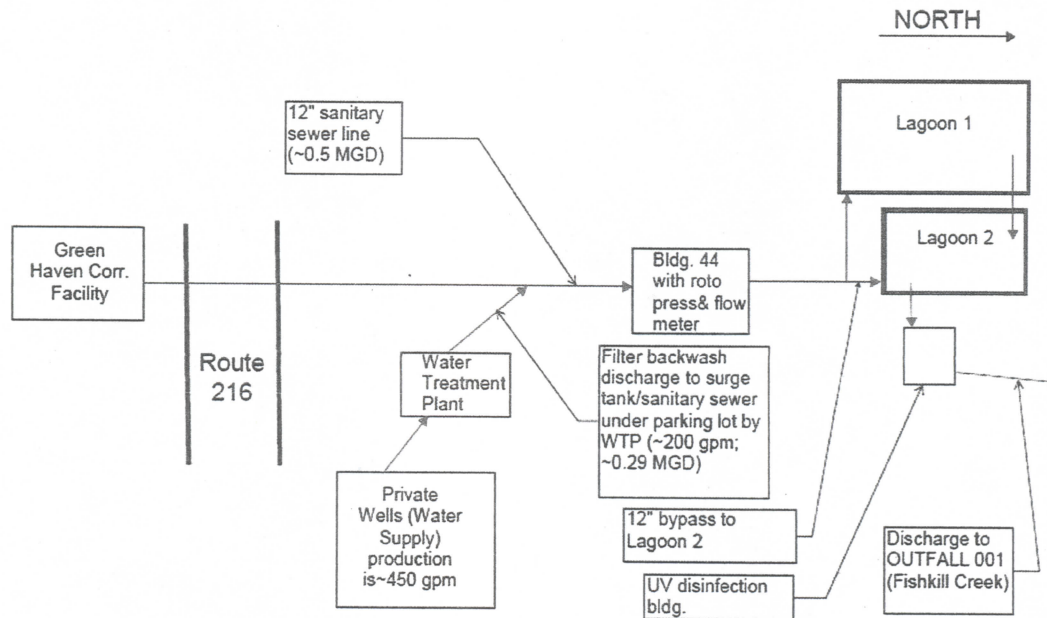 NORTH
12" sanitary
sewer line
(~0.5 MGD)
Lagoon 1
Lagoon 2
Green
Haven Corr.
Facility
Bldg. 44
with roto
press& flow
meter
Route
216
Water
Treatment
Plant
Filter backwash
discharge to surge
tank/sanitary sewer
under parking lot by
WTP (~200 gpm;
~0.29 MGD)
Private
Wells (Water
Supply)
production
is~450 gpm
12" bypass to
Lagoon 2
UV disinfection
bldg.
Discharge to
OUTFALL 001
(Fishkill Creek)